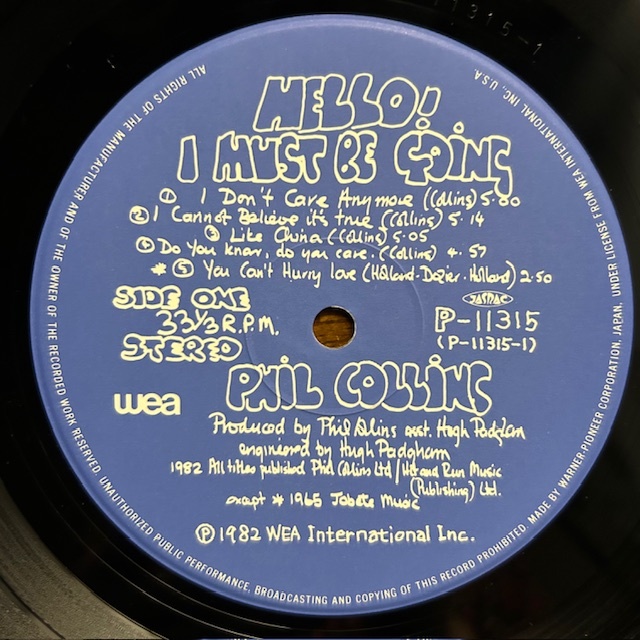 11315-1
HELLO!
I MUST BE GOING
① I Don't Care Anymore (Collins) 5.00
② I Cannot Believe it's true (Collins) 5.14
③ Like China (Collins) 5.05
④ Do You know, do you care. (Collins) 4.57
* ⑤ You Can't Hurry love (Holland-Dozier-Holland) 2.50
SIDE ONE
33⅓ R.P.M.
STEREO
JASRAC
P-11315
(P-11315-1)
PHIL COLLINS
wea
Produced by Phil Collins asst. Hugh Padgham
engineered by Hugh Padgham
1982 All titles published Phil Collins Ltd/Hit and Run Music
(Publishing) Ltd.
except * 1965 Jobete Music
℗ 1982 WEA International Inc.
ALL RIGHTS OF THE MANUFACTURER AND OF THE OWNER OF THE RECORDED WORK RESERVED. UNAUTHORIZED PUBLIC PERFORMANCE, BROADCASTING AND COPYING OF THIS RECORD PROHIBITED. MADE BY WARNER-PIONEER CORPORATION, JAPAN, UNDER LICENSE FROM WEA INTERNATIONAL INC, U.S.A